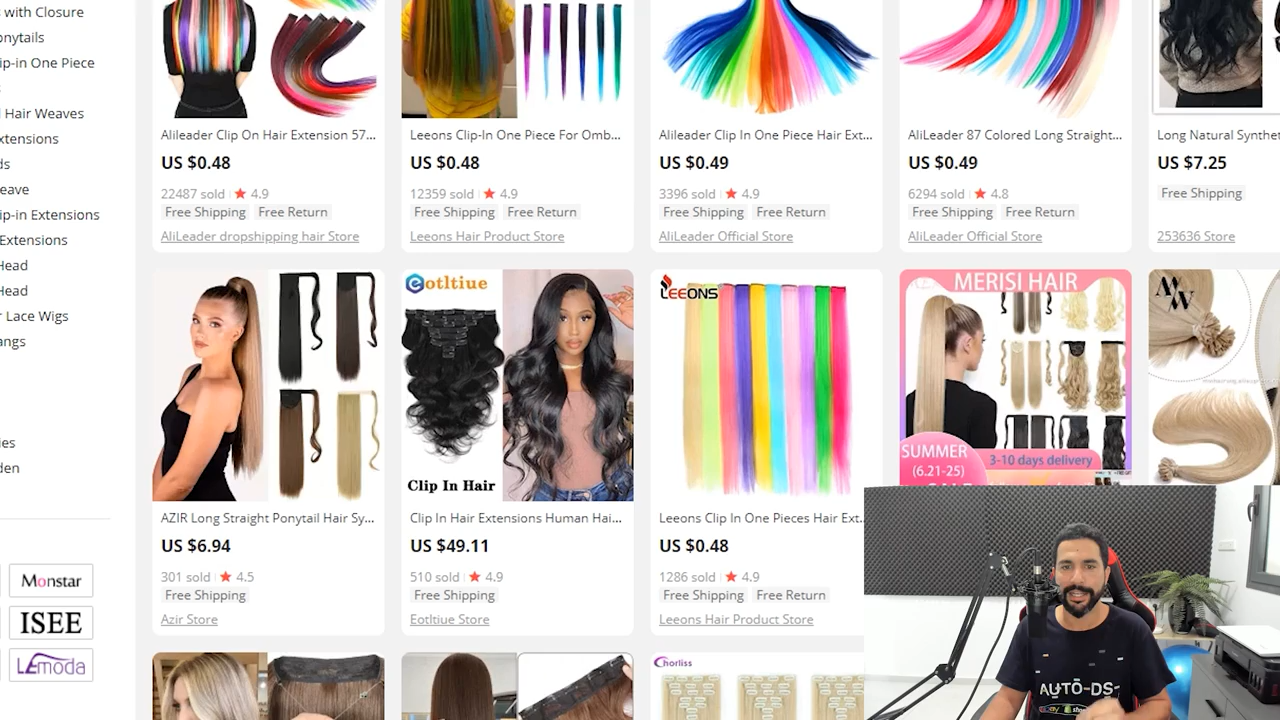 s with Closure
onytails
ip-in One Piece
s
l Hair Weaves
xtensions
ds
eave
ip-in Extensions
Extensions
Head
Head
r Lace Wigs
angs
ies
den
Monstar
ISEE
Lemoda
Alileader Clip On Hair Extension 57...
US $0.48
22487 sold 4.9
Free Shipping Free Return
AliLeader dropshipping hair Store
Leeons Clip-In One Piece For Omb...
US $0.48
12359 sold 4.9
Free Shipping Free Return
Leeons Hair Product Store
Alileader Clip In One Piece Hair Ext...
US $0.49
3396 sold 4.9
Free Shipping Free Return
AliLeader Official Store
AliLeader 87 Colored Long Straight...
US $0.49
6294 sold 4.8
Free Shipping Free Return
AliLeader Official Store
Long Natural Synthet
US $7.25
Free Shipping
253636 Store
AZIR Long Straight Ponytail Hair Sy...
US $6.94
301 sold 4.5
Free Shipping
Azir Store
eotltiue
Clip In Hair
Clip In Hair Extensions Human Hai...
US $49.11
510 sold 4.9
Free Shipping
Eotltiue Store
LEEONS
Leeons Clip In One Pieces Hair Ext...
US $0.48
1286 sold 4.9
Free Shipping Free Return
Leeons Hair Product Store
MERISI HAIR
SUMMER
(6.21-25)
SALE
3-10 days delivery
Chorliss
AUTO-DS-
ebay